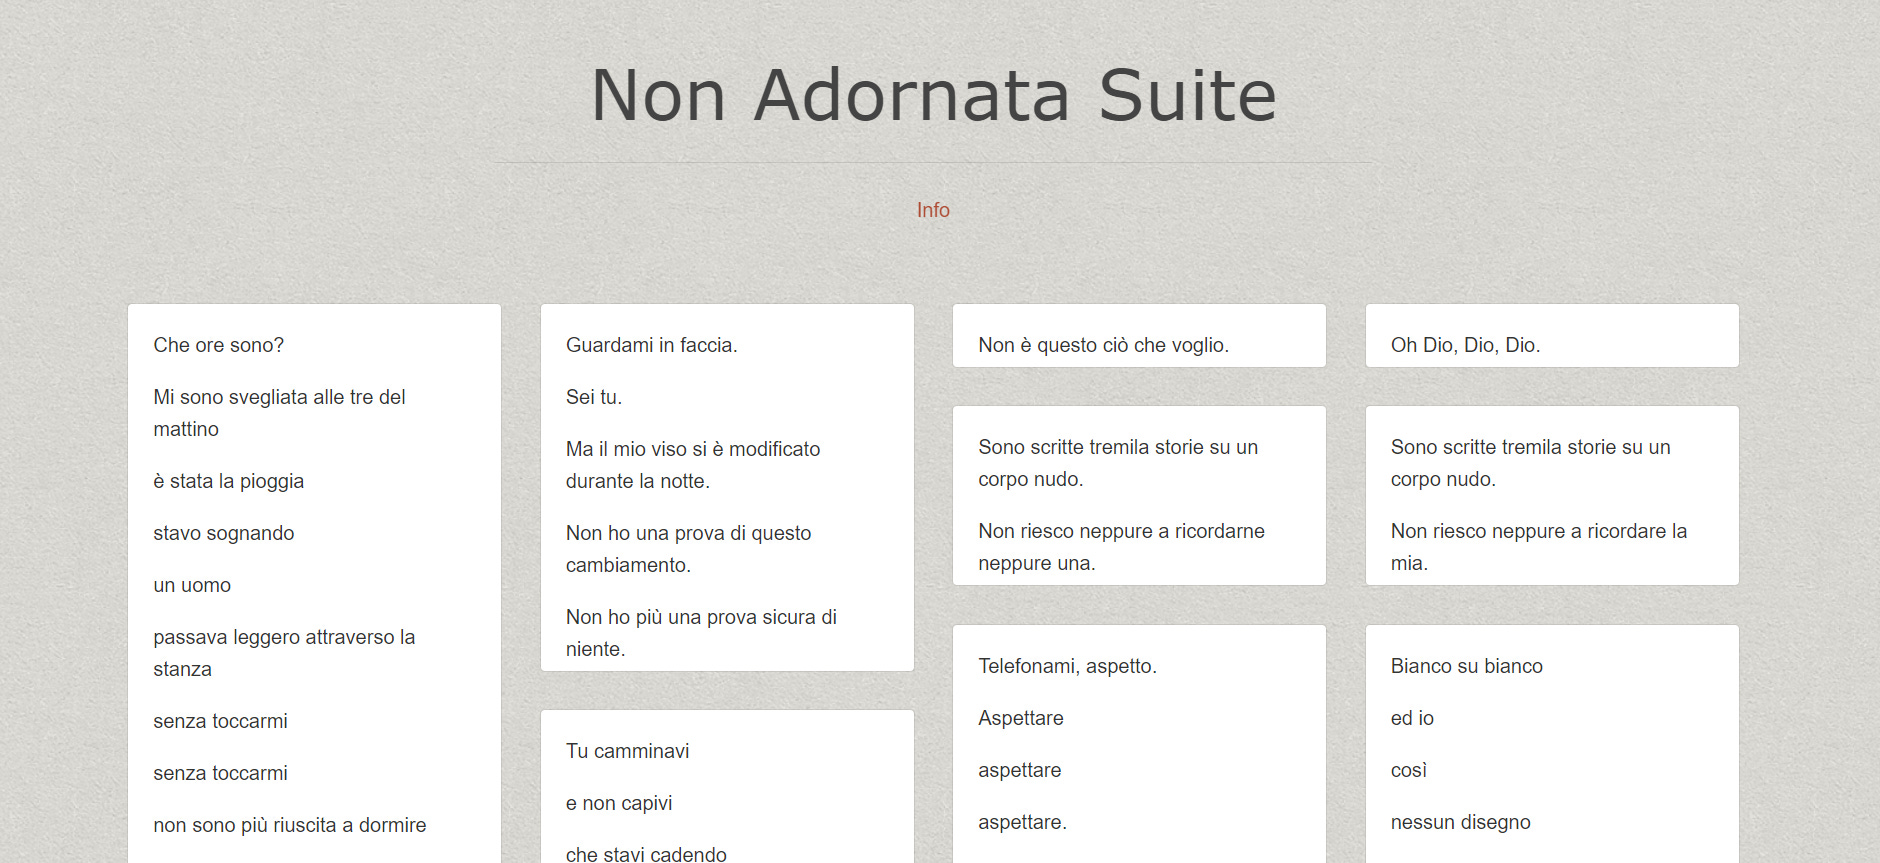 Non Adornata Suite
Info
Che ore sono?
Mi sono svegliata alle tre del
mattino
è stata la pioggia
stavo sognando
un uomo
passava leggero attraverso la
stanza
senza toccarmi
senza toccarmi
non sono più riuscita a dormire
Guardami in faccia.
Sei tu.
Ma il mio viso si è modificato
durante la notte.
Non ho una prova di questo
cambiamento.
Non ho più una prova sicura di
niente.
Tu camminavi
e non capivi
che stavi cadendo
Non è questo ciò che voglio.
Sono scritte tremila storie su un
corpo nudo.
Non riesco neppure a ricordarne
neppure una.
Telefonami, aspetto.
Aspettare
aspettare
aspettare.
Oh Dio, Dio, Dio.
Sono scritte tremila storie su un
corpo nudo.
Non riesco neppure a ricordare la
mia.
Bianco su bianco
ed io
così
nessun disegno